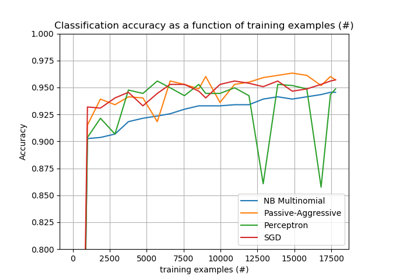 Classification accuracy as a function of training examples (#)
1.000
0.975
0.950
0.925
0.900
0.875
0.850
0.825
0.800
Accuracy
NB Multinomial
Passive-Aggressive
Perceptron
SGD
0 2500 5000 7500 10000 12500 15000 17500
training examples (#)